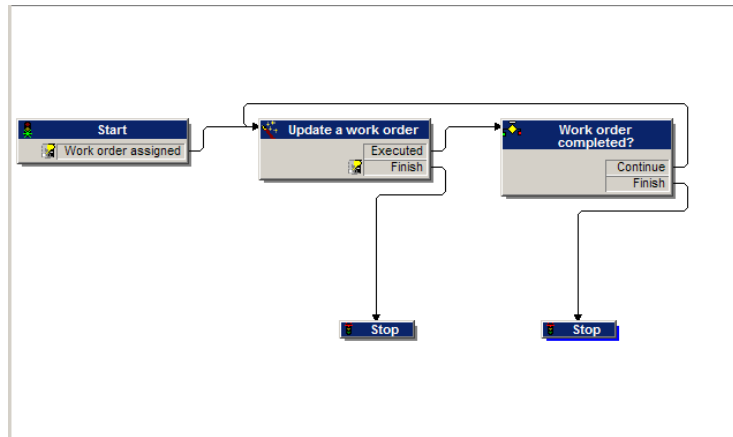 Start
Work order assigned
Update a work order
Executed
Finish
Work order
completed?
Continue
Finish
Stop
Stop